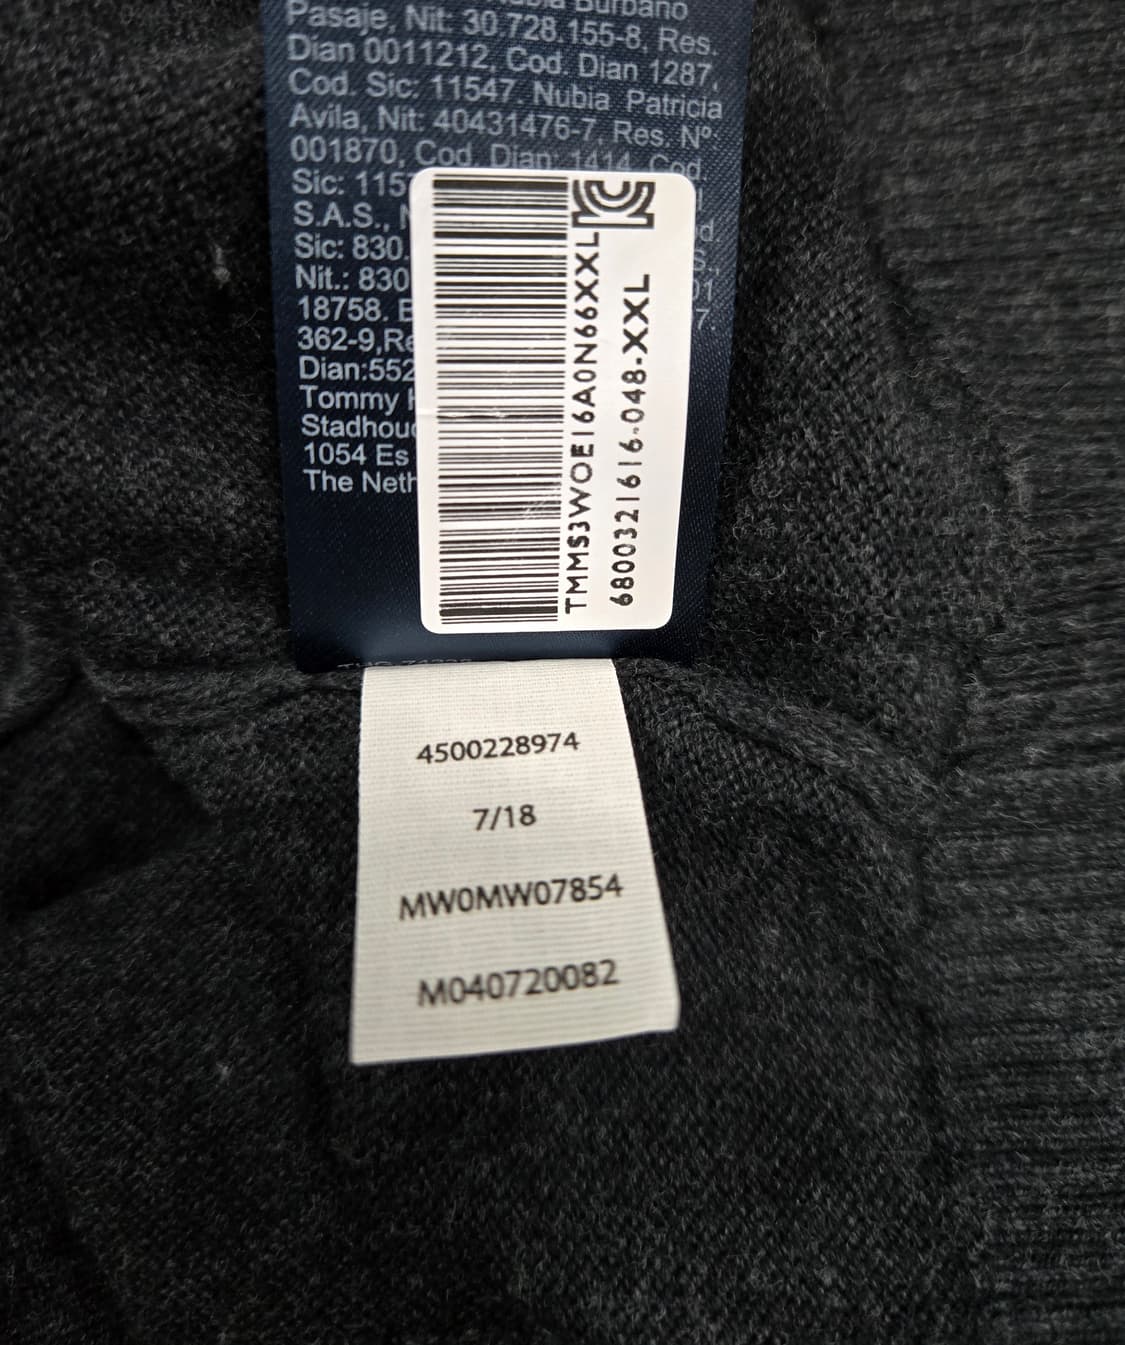 Burbano
Pasaje, Nit: 30.728.155-8, Res.
Dian 0011212, Cod. Dian 1287,
Cod. Sic: 11547. Nubia Patricia
Avila, Nit: 40431476-7, Res. Nº:
001870, Cod. Dian: 1414, Cod.
Sic: 115
S.A.S.,
Sic: 830.
Nit.: 830
18758.
362-9,Re
Dian:552
Tommy
Stadhou
1054 Es
The Neth
TMMS3WOE16A0N66XXL
6800321616-048-XXL
4500228974
7/18
MW0MW07854
M040720082